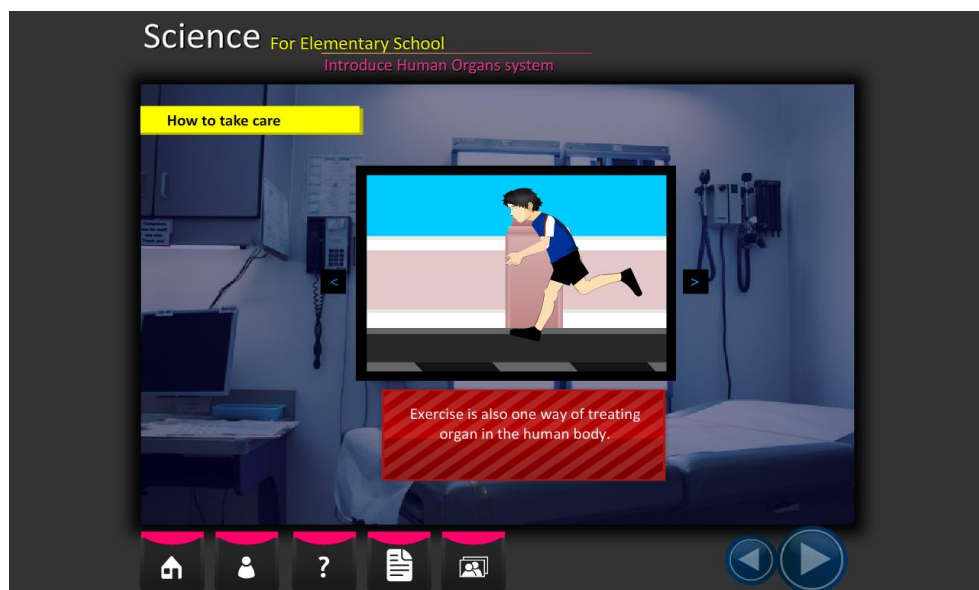 Science For Elementary School
Introduce Human Organs system
How to take care
<
>
Exercise is also one way of treating
organ in the human body.
?